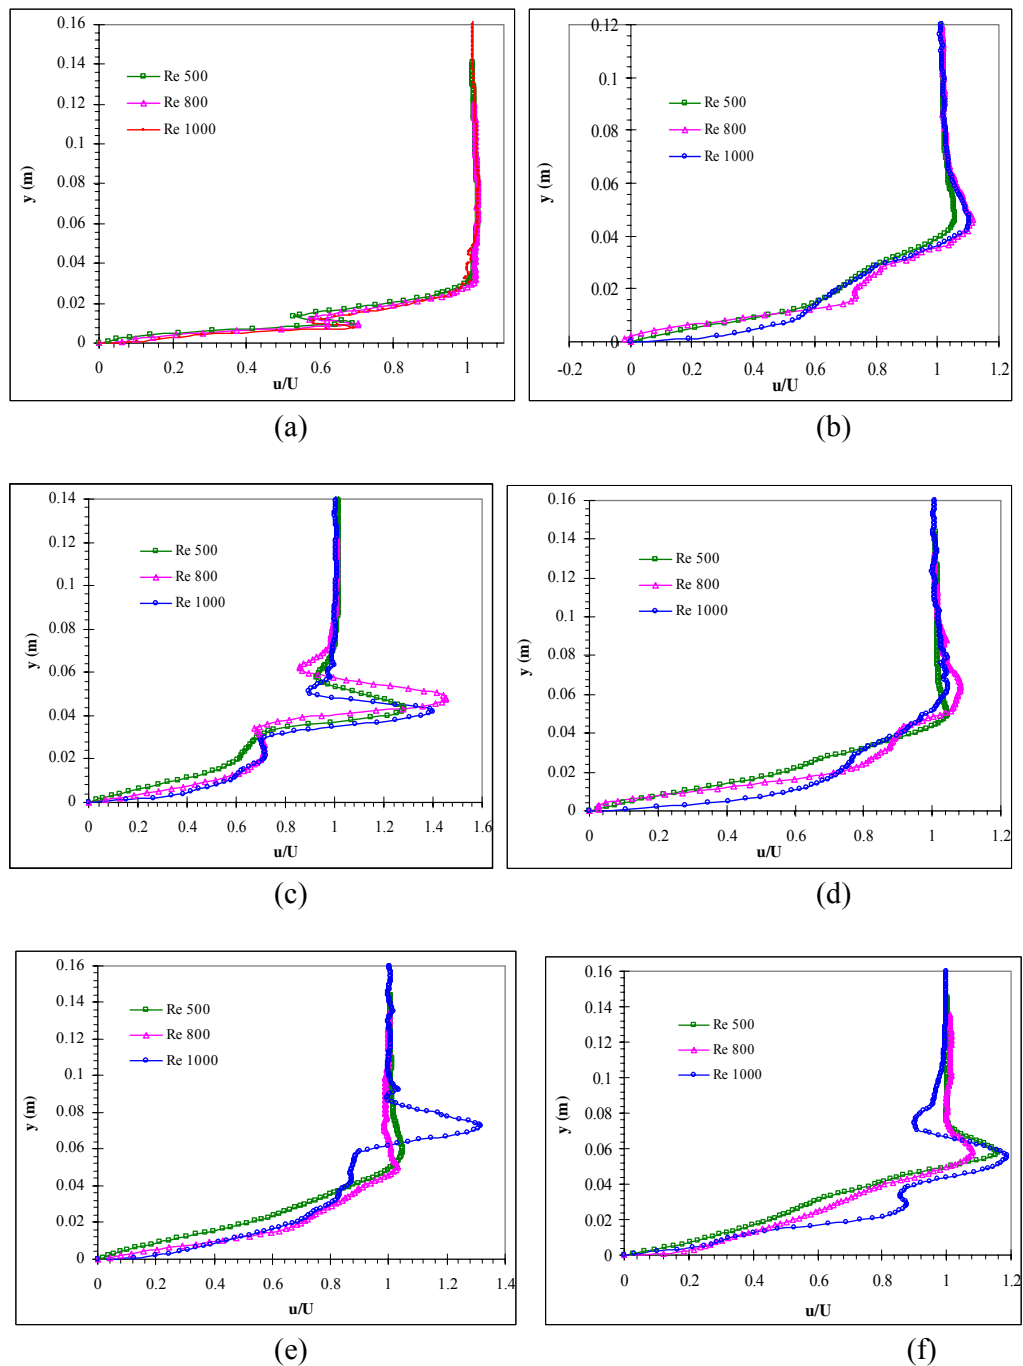 0.16
0.14
0.12
0.1
0.08
0.06
0.04
0.02
0
y (m)
Re 500
Re 800
Re 1000
0 0.2 0.4 0.6 0.8 1
u/U
(a)
0.12
0.1
0.08
0.06
0.04
0.02
0
y (m)
Re 500
Re 800
Re 1000
-0.2 0 0.2 0.4 0.6 0.8 1 1.2
u/U
(b)
0.14
0.12
0.1
0.08
0.06
0.04
0.02
0
y (m)
Re 500
Re 800
Re 1000
0 0.2 0.4 0.6 0.8 1 1.2 1.4 1.6
u/U
(c)
0.16
0.14
0.12
0.1
0.08
0.06
0.04
0.02
0
y (m)
Re 500
Re 800
Re 1000
0 0.2 0.4 0.6 0.8 1 1.2
u/U
(d)
0.16
0.14
0.12
0.1
0.08
0.06
0.04
0.02
0
y (m)
Re 500
Re 800
Re 1000
0 0.2 0.4 0.6 0.8 1 1.2 1.4
u/U
(e)
0.16
0.14
0.12
0.1
0.08
0.06
0.04
0.02
0
y (m)
Re 500
Re 800
Re 1000
0 0.2 0.4 0.6 0.8 1 1.2
u/U
(f)